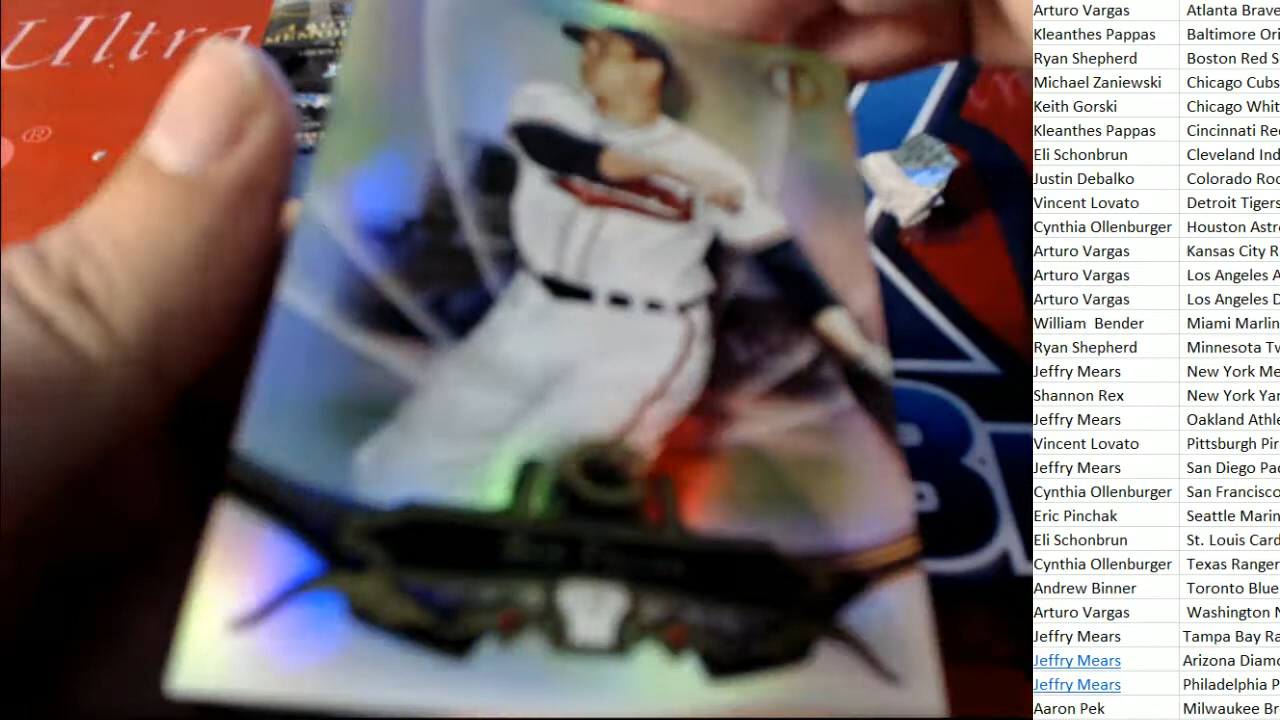 Ultra
®
Arturo Vargas Atlanta Brave
Kleanthes Pappas Baltimore Ori
Ryan Shepherd Boston Red S
Michael Zaniewski Chicago Cubs
Keith Gorski Chicago Whit
Kleanthes Pappas Cincinnati Re
Eli Schonbrun Cleveland Ind
Justin Debalko Colorado Roc
Vincent Lovato Detroit Tigers
Cynthia Ollenburger Houston Astr
Arturo Vargas Kansas City R
Arturo Vargas Los Angeles A
Arturo Vargas Los Angeles D
William Bender Miami Marlin
Ryan Shepherd Minnesota Tw
Jeffry Mears New York Me
Shannon Rex New York Yan
Jeffry Mears Oakland Athle
Vincent Lovato Pittsburgh Pir
Jeffry Mears San Diego Pad
Cynthia Ollenburger San Francisco
Eric Pinchak Seattle Marin
Eli Schonbrun St. Louis Card
Cynthia Ollenburger Texas Ranger
Andrew Binner Toronto Blue
Arturo Vargas Washington N
Jeffry Mears Tampa Bay Ra
Jeffry Mears Arizona Diamo
Jeffry Mears Philadelphia P
Aaron Pek Milwaukee Br